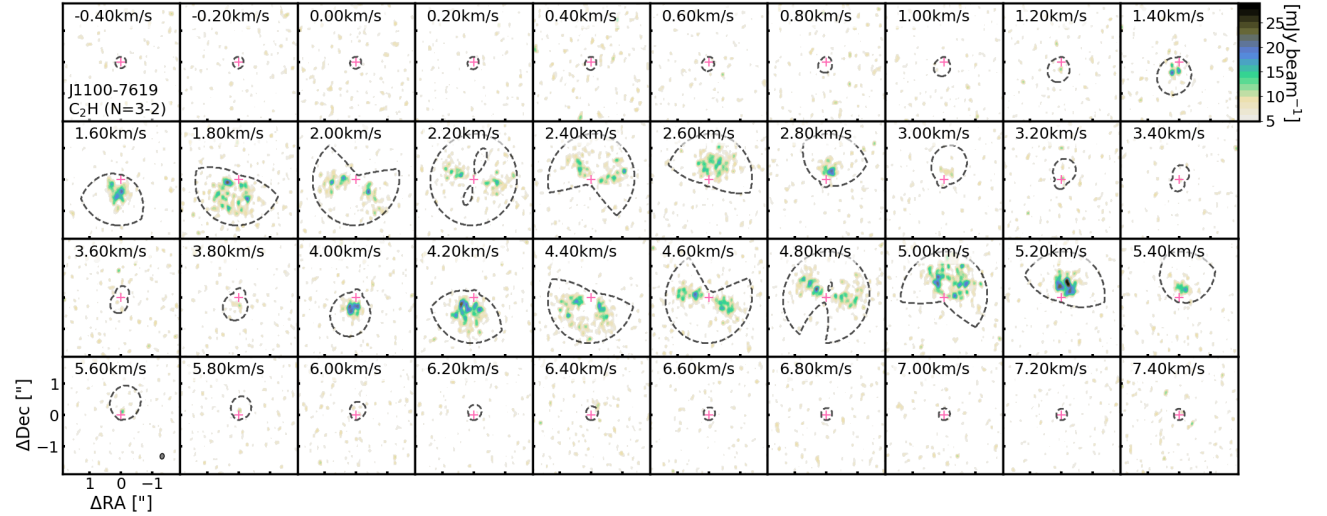 -0.40km/s -0.20km/s 0.00km/s 0.20km/s 0.40km/s 0.60km/s 0.80km/s 1.00km/s 1.20km/s 1.40km/s
J1100-7619
C₂H (N=3-2)
25
20
15
10
5
[mJy beam⁻¹]
1.60km/s 1.80km/s 2.00km/s 2.20km/s 2.40km/s 2.60km/s 2.80km/s 3.00km/s 3.20km/s 3.40km/s
3.60km/s 3.80km/s 4.00km/s 4.20km/s 4.40km/s 4.60km/s 4.80km/s 5.00km/s 5.20km/s 5.40km/s
5.60km/s 5.80km/s 6.00km/s 6.20km/s 6.40km/s 6.60km/s 6.80km/s 7.00km/s 7.20km/s 7.40km/s
1
0
−1
ΔDec ["]
1 0 −1
ΔRA ["]